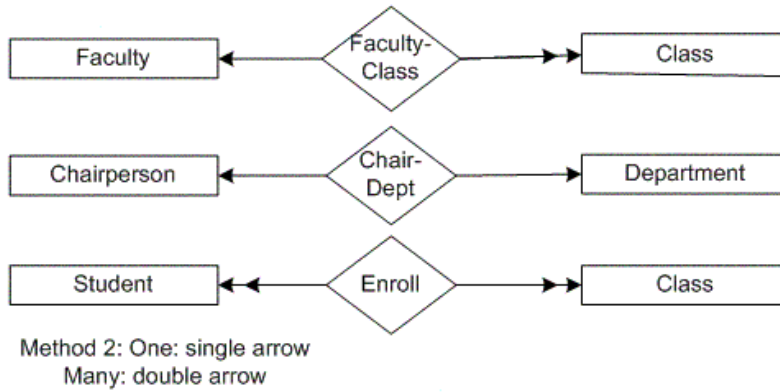 Faculty
Faculty-
Class
Class
Chairperson
Chair-
Dept
Department
Student
Enroll
Class
Method 2: One: single arrow
Many: double arrow